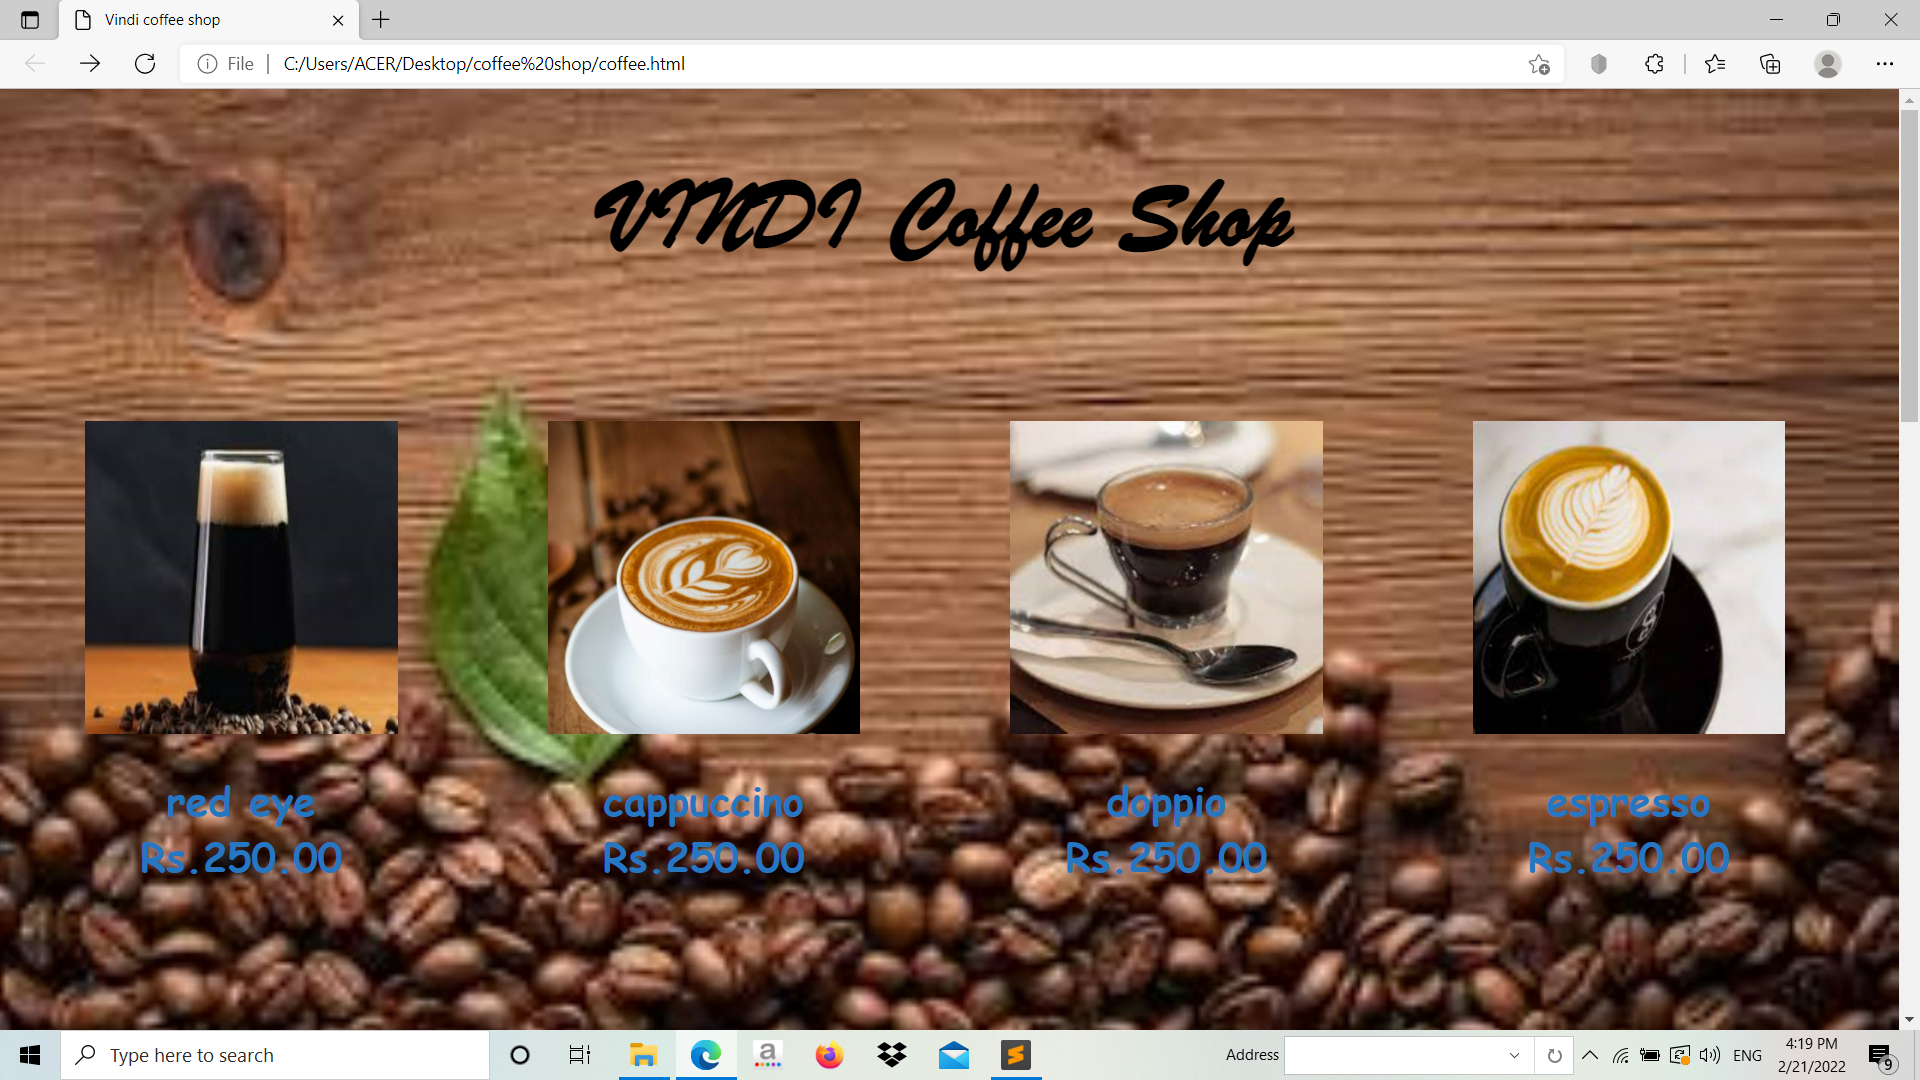 Vindi coffee shop
File
C:/Users/ACER/Desktop/coffee%20shop/coffee.html
VINDI Coffee Shop
red eye
Rs.250.00
cappuccino
Rs.250.00
doppio
Rs.250.00
espresso
Rs.250.00
Type here to search
Address
ENG
4:19 PM
2/21/2022
9